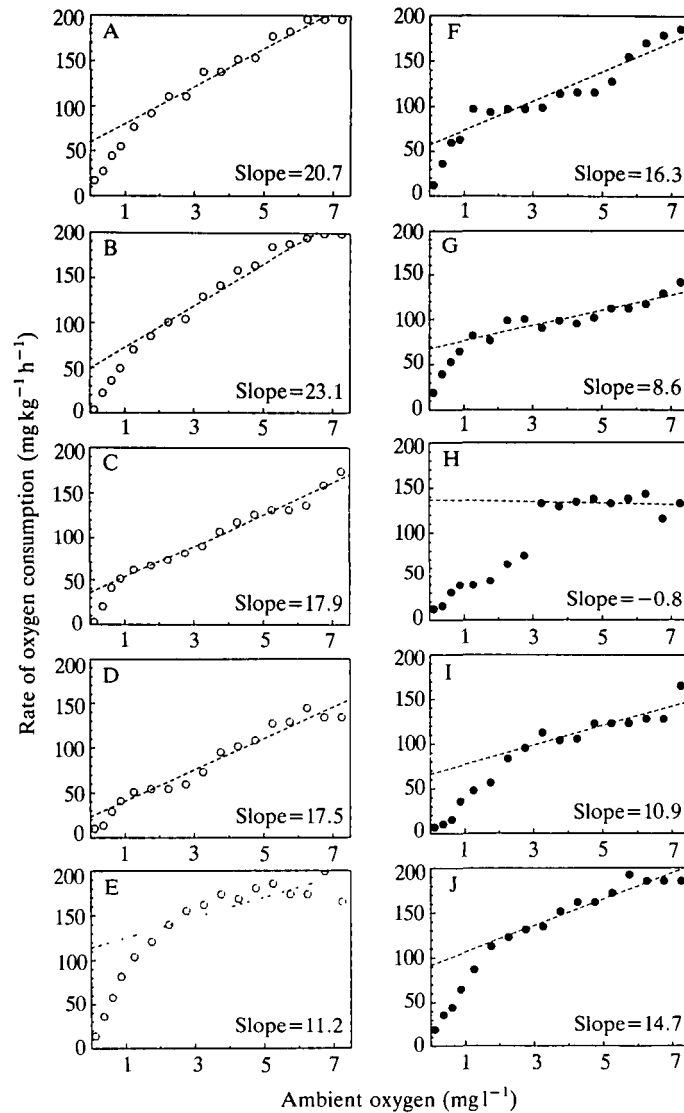 Rate of oxygen consumption (mg kg⁻¹ h⁻¹)
A
200
150
100
50
0
1 3 5 7
Slope=20.7
B
200
150
100
50
0
1 3 5 7
Slope=23.1
C
200
150
100
50
0
1 3 5 7
Slope=17.9
D
200
150
100
50
0
1 3 5 7
Slope=17.5
E
200
150
100
50
0
1 3 5 7
Slope=11.2
F
200
150
100
50
0
1 3 5 7
Slope=16.3
G
200
150
100
50
0
1 3 5 7
Slope=8.6
H
200
150
100
50
0
1 3 5 7
Slope=−0.8
I
200
150
100
50
0
1 3 5 7
Slope=10.9
J
200
150
100
50
0
1 3 5 7
Slope=14.7
Ambient oxygen (mg l⁻¹)